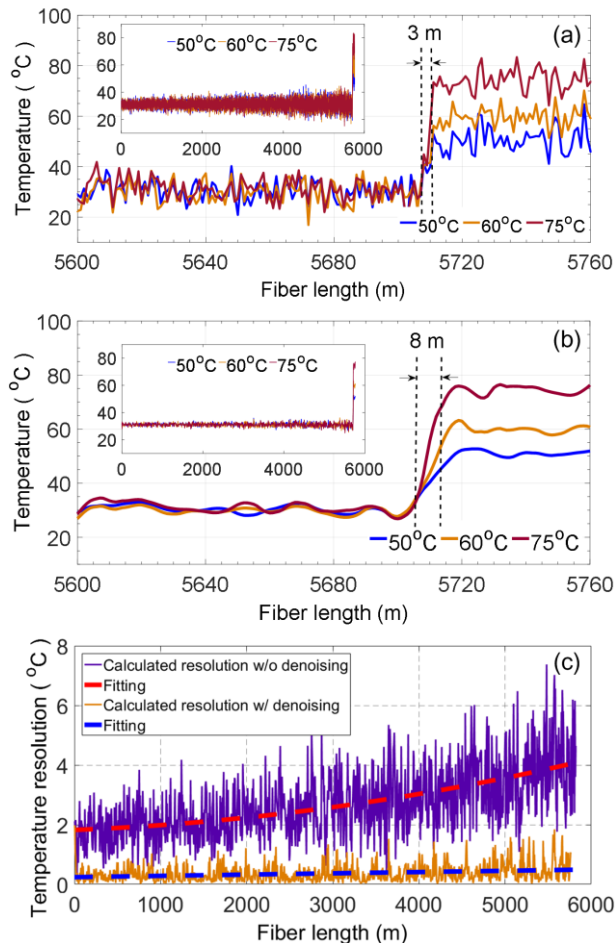 100
80
60
40
20
Temperature ( °C)
(a)
3 m
50°C 60°C 75°C
80
60
40
20
0 2000 4000 6000
50°C 60°C 75°C
5600 5640 5680 5720 5760
Fiber length (m)
100
80
60
40
20
Temperature ( °C)
(b)
8 m
50°C 60°C 75°C
80
60
40
20
0 2000 4000 6000
50°C 60°C 75°C
5600 5640 5680 5720 5760
Fiber length (m)
8
6
4
2
0
Temperature resolution ( °C)
(c)
Calculated resolution w/o denoising
Fitting
Calculated resolution w/ denoising
Fitting
0 1000 2000 3000 4000 5000 6000
Fiber length (m)